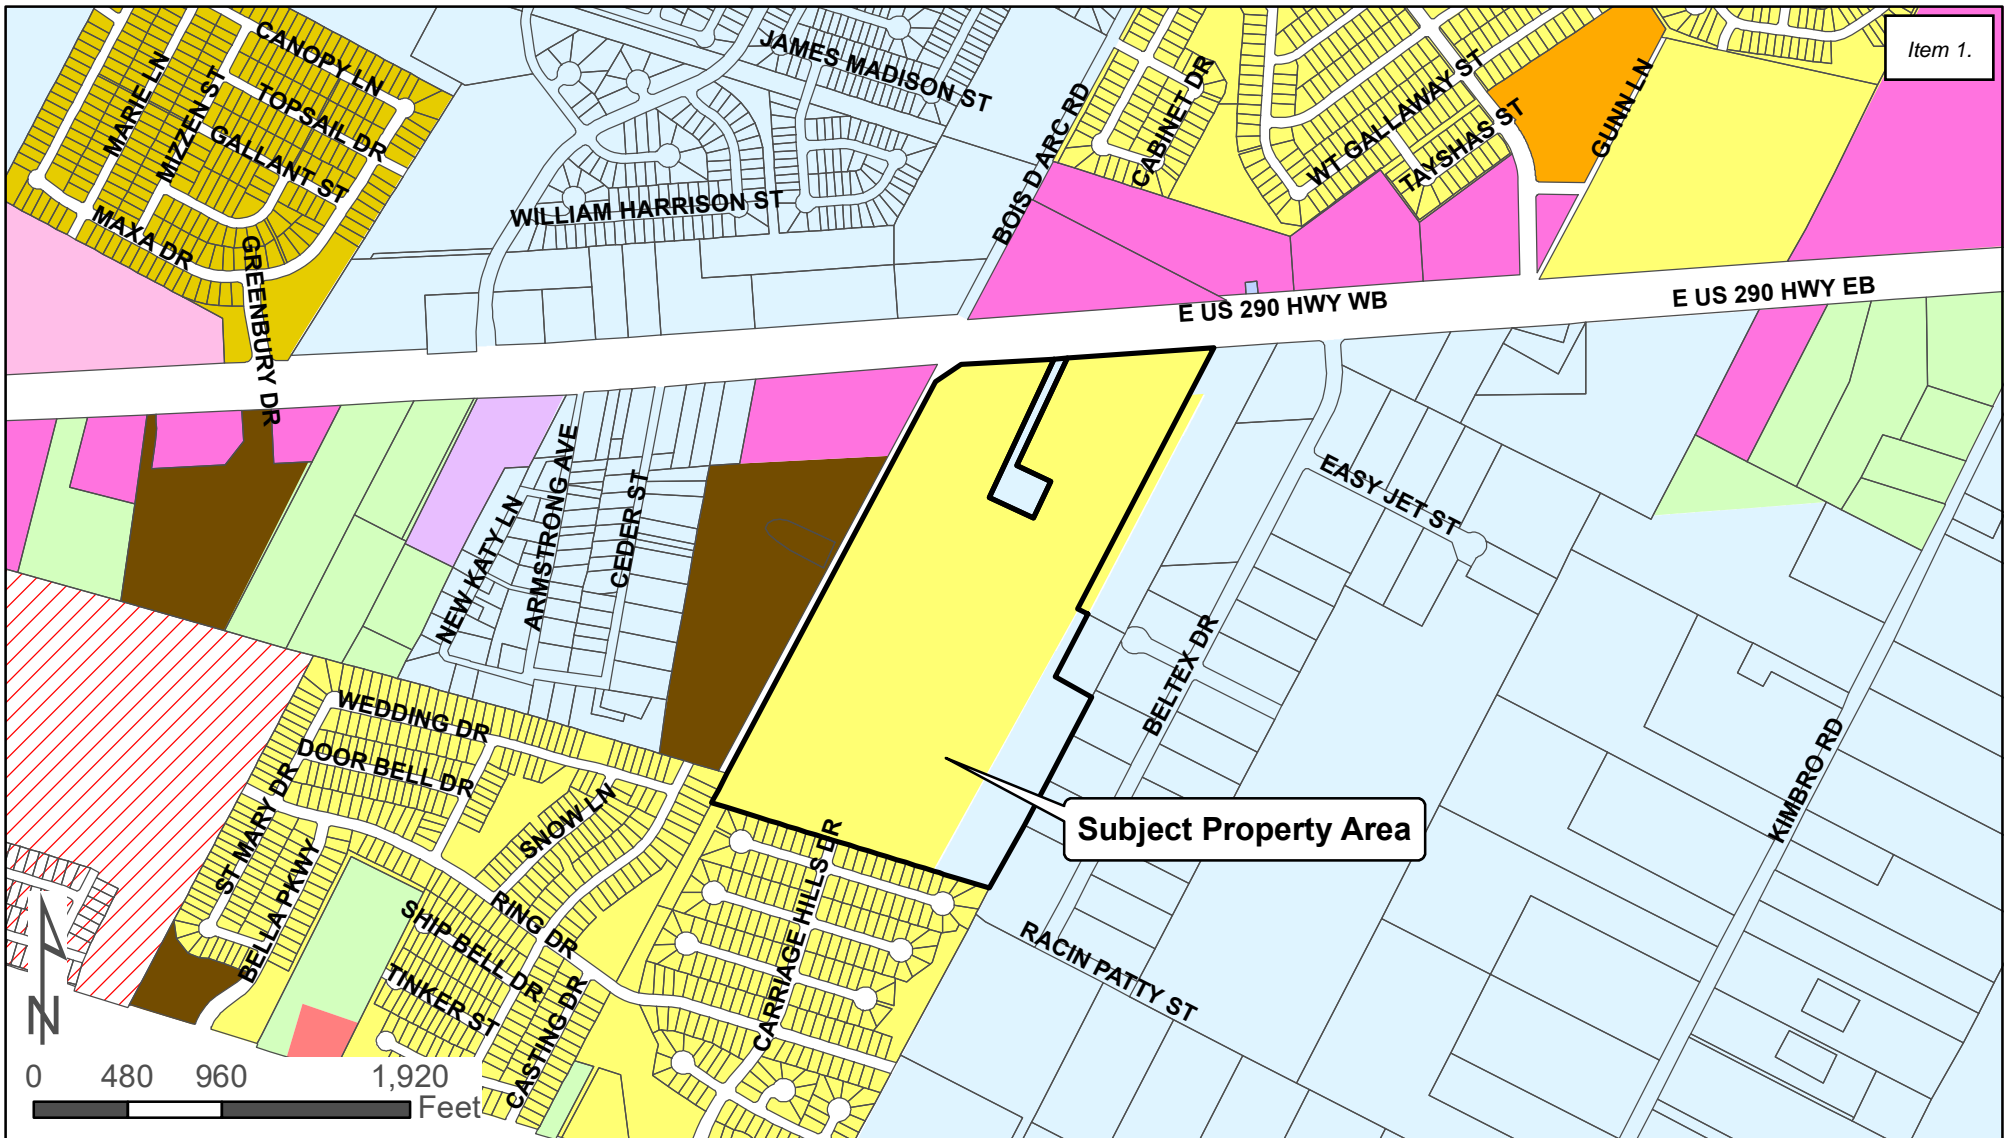 Item 1.
CANOPY LN
MARIE LN
MIZZEN ST
TOPSAIL DR
GALLANT ST
MAXA DR
GREENBURY DR
JAMES MADISON ST
WILLIAM HARRISON ST
BOIS D ARC RD
CABINET DR
WT GALLAWAY ST
TAYSHAS ST
GUNN LN
E US 290 HWY WB
E US 290 HWY EB
NEW KATY LN
ARMSTRONG AVE
CEDER ST
EASY JET ST
BELTEX DR
KIMBRO RD
Subject Property Area
WEDDING DR
DOOR BELL DR
ST MARY DR
SNOW LN
BELLA PKWY
RING DR
SHIP BELL DR
TINKER ST
CASTING DR
CARRIAGE HILLS DR
RACIN PATTY ST
N
0 480 960 1,920
Feet